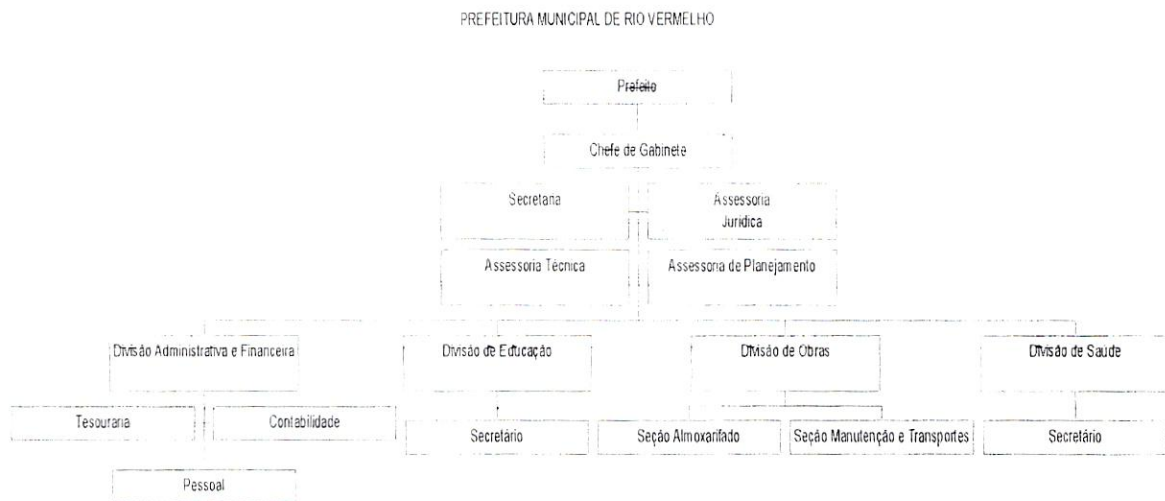 PREFEITURA MUNICIPAL DE RIO VERMELHO
Prefeito
Chefe de Gabinete
Secretaria
Assessoria
Jurídica
Assessoria Técnica
Assessoria de Planejamento
Divisão Administrativa e Financeira
Divisão de Educação
Divisão de Obras
Divisão de Saude
Tesouraria
Contabilidade
Secretário
Seção Almoxarifado
Seção Manutenção e Transportes
Secretário
Pessoal